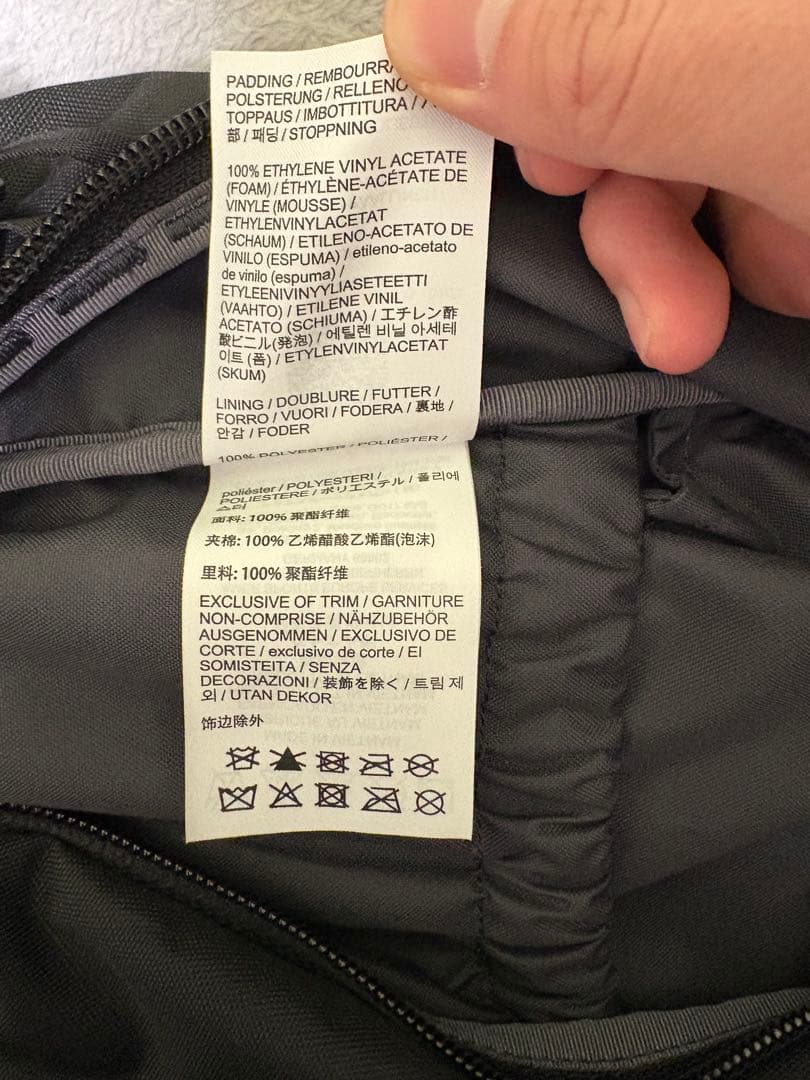 PADDING / REMBOURRA
POLSTERUNG / RELLENO
TOPPAUS / IMBOTTITURA /
部 / 패딩 / STOPPNING
100% ETHYLENE VINYL ACETATE
(FOAM) / ÉTHYLÈNE-ACÉTATE DE
VINYLE (MOUSSE) /
ETHYLENVINYLACETAT
(SCHAUM) / ETILENO-ACETATO DE
VINILO (ESPUMA) / etileno-acetato
de vinilo (espuma) /
ETYLEENIVINYYLIASETEETTI
(VAAHTO) / ETILENE VINIL
ACETATO (SCHIUMA) / エチレン酢
酸ビニル(発泡) / 에틸렌 비닐 아세테
이트 (폼) / ETYLENVINYLACETAT
(SKUM)
LINING / DOUBLURE / FUTTER /
FORRO / VUORI / FODERA / 裏地 /
안감 / FODER
100% POLYESTER / POLIÉSTER /
poliéster / POLYESTERI /
POLIESTERE / ポリエステル / 폴리에
스터
面料: 100% 聚酯纤维
夹棉: 100% 乙烯醋酸乙烯酯(泡沫)
里料: 100% 聚酯纤维
EXCLUSIVE OF TRIM / GARNITURE
NON-COMPRISE / NÄHZUBEHÖR
AUSGENOMMEN / EXCLUSIVO DE
CORTE / exclusivo de corte / EI
SOMISTEITA / SENZA
DECORAZIONI / 装飾を除く / 트림 제
외 / UTAN DEKOR
饰边除外